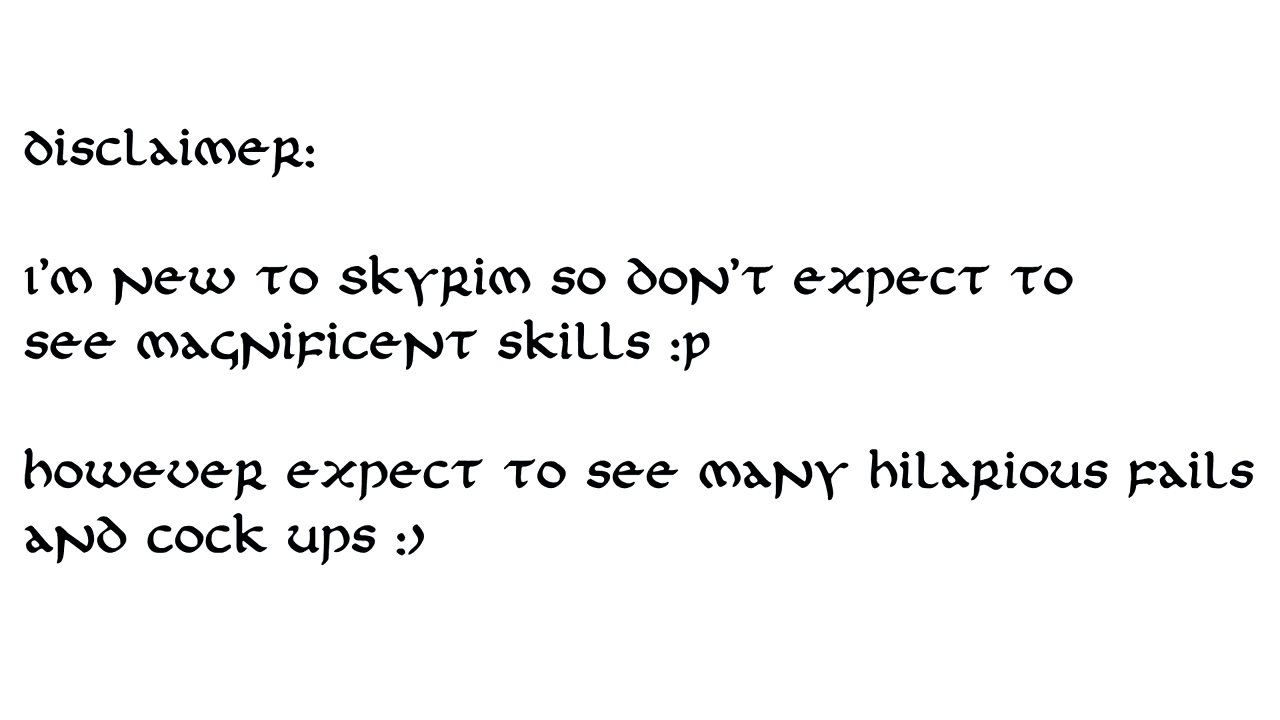 disclaimer:
I'm new to skyrim so don't expect to
see magnificent skills :p
however expect to see many hilarious fails
and cock ups :)